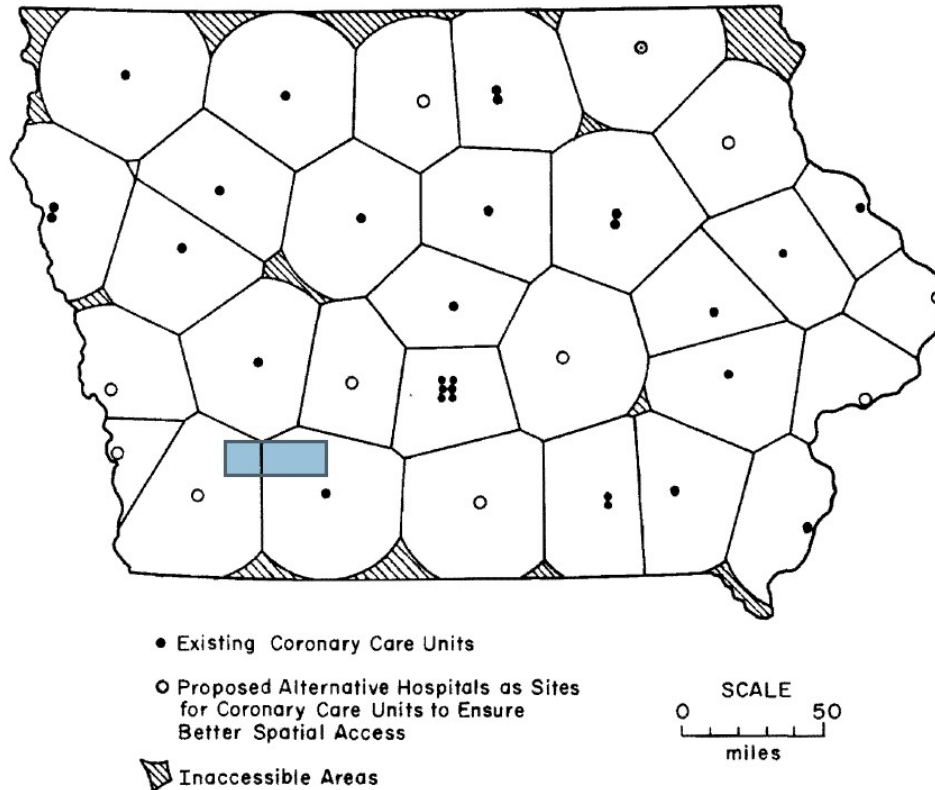 Existing Coronary Care Units
Proposed Alternative Hospitals as Sites
for Coronary Care Units to Ensure
Better Spatial Access
Inaccessible Areas
SCALE
0 50
miles